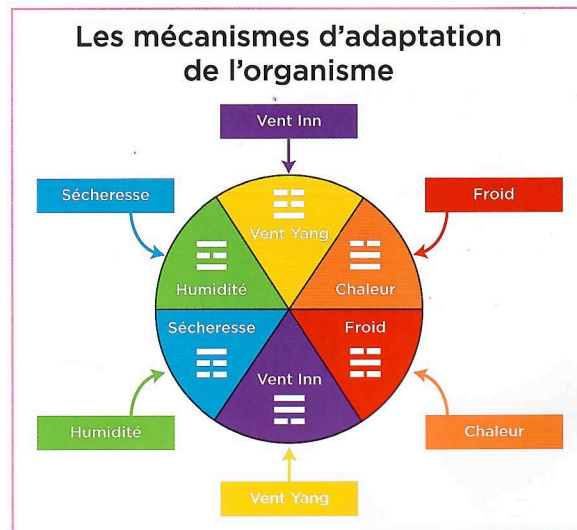 Les mécanismes d'adaptation
de l'organisme
Vent Inn
Sécheresse
Froid
Vent Yang
Humidité
Chaleur
Sécheresse
Froid
Vent Inn
Humidité
Chaleur
Vent Yang